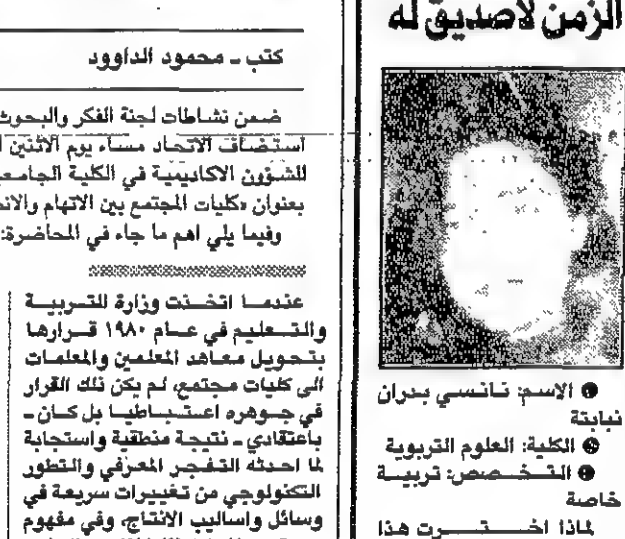 الزمن لاصديق له
● الاسم: نانسي بدران
نبابتة
● الكلية: العلوم التربوية
● التخصص: تربية
خاصة
لماذا اخترت هذا
كتب ـ محمود الداوود
ضمن نشاطات لجنة الفكر والبحوث
استضاف الاتحاد مساء يوم الاثنين
للشؤون الاكاديمية في الكلية
بعنوان «كليات المجتمع بين الاتهام
وفيما يلي اهم ما جاء في المحاضرة:
عندما اتخذت وزارة التربية
والتعليم في عام ١٩٨٠ قرارها
بتحويل معاهد المعلمين والمعلمات
الى كليات مجتمع، لم يكن ذلك القرار
في جوهره اعتباطيا بل كان ـ
باعتقادي ـ نتيجة منطقية واستجابة
لما احدثه التفجر المعرفي والتطور
التكنولوجي من تغييرات سريعة في
وسائل واساليب الانتاج، وفي مفهوم